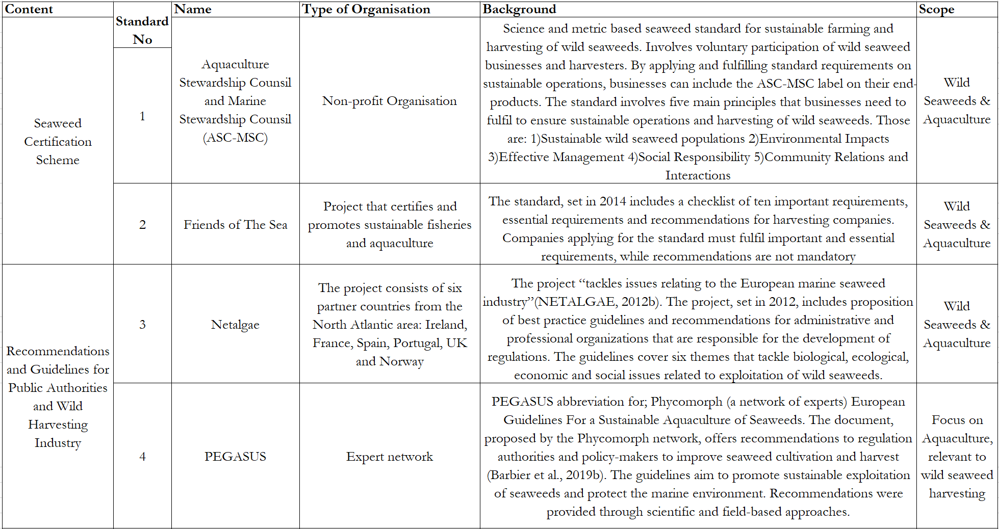 Content
Standard
No
Name
Type of Organisation
Background
Scope
Seaweed
Certification
Scheme
1
Aquaculture
Stewardship Counsil
and Marine
Stewardship Counsil
(ASC-MSC)
Non-profit Organisation
Science and metric based seaweed standard for sustainable farming and
harvesting of wild seaweeds. Involves voluntary participation of wild seaweed
businesses and harvesters. By applying and fulfilling standard requirements on
sustainable operations, businesses can include the ASC-MSC label on their end-
products. The standard involves five main principles that businesses need to
fulfil to ensure sustainable operations and harvesting of wild seaweeds. Those
are: 1)Sustainable wild seaweed populations 2)Environmental Impacts
3)Effective Management 4)Social Responsibility 5)Community Relations and
Interactions
Wild
Seaweeds &
Aquaculture
2
Friends of The Sea
Project that certifies and
promotes sustainable fisheries
and aquaculture
The standard, set in 2014 includes a checklist of ten important requirements,
essential requirements and recommendations for harvesting companies.
Companies applying for the standard must fulfil important and essential
requirements, while recommendations are not mandatory
Wild
Seaweeds &
Aquaculture
Recommendations
and Guidelines for
Public Authorities
and Wild
Harvesting
Industry
3
Netalgae
The project consists of six
partner countries from the
North Atlantic area: Ireland,
France, Spain, Portugal, UK
and Norway
The project “tackles issues relating to the European marine seaweed
industry”(NETALGAE, 2012b). The project, set in 2012, includes proposition
of best practice guidelines and recommendations for administrative and
professional organizations that are responsible for the development of
regulations. The guidelines cover six themes that tackle biological, ecological,
economic and social issues related to exploitation of wild seaweeds.
Wild
Seaweeds &
Aquaculture
4
PEGASUS
Expert network
PEGASUS abbreviation for; Phycomorph (a network of experts) European
Guidelines For a Sustainable Aquaculture of Seaweeds. The document,
proposed by the Phycomorph network, offers recommendations to regulation
authorities and policy-makers to improve seaweed cultivation and harvest
(Barbier et al., 2019b). The guidelines aim to promote sustainable exploitation
of seaweeds and protect the marine environment. Recommendations were
provided through scientific and field-based approaches.
Focus on
Aquaculture,
relevant to
wild seaweed
harvesting